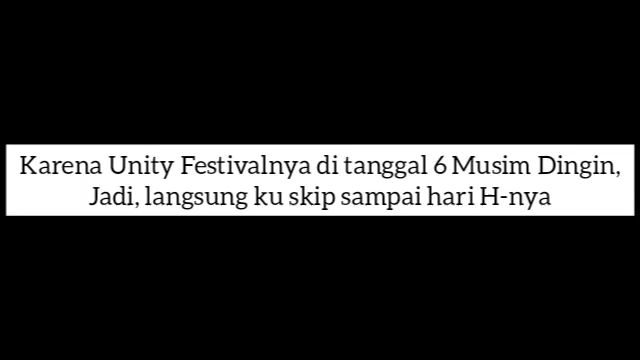 Karena Unity Festivalnya di tanggal 6 Musim Dingin,
Jadi, langsung ku skip sampai hari H-nya